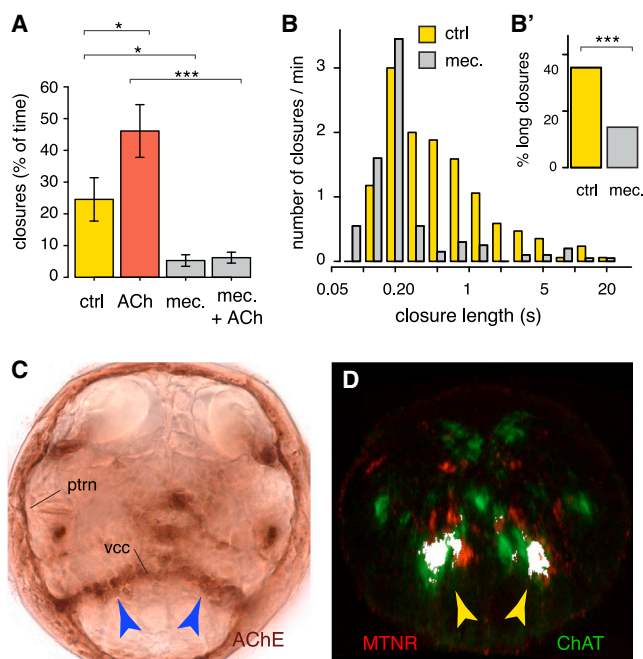 A
closures (% of time)
0
10
20
30
40
50
60
70
*
*
***
ctrl
ACh
mec.
mec.
+ ACh
B
number of closures / min
0
1
2
3
ctrl
mec.
0.05
0.20
1
5
20
closure length (s)
B'
% long closures
0
20
40
***
ctrl
mec.
C
ptrn
vcc
AChE
D
MTNR
ChAT